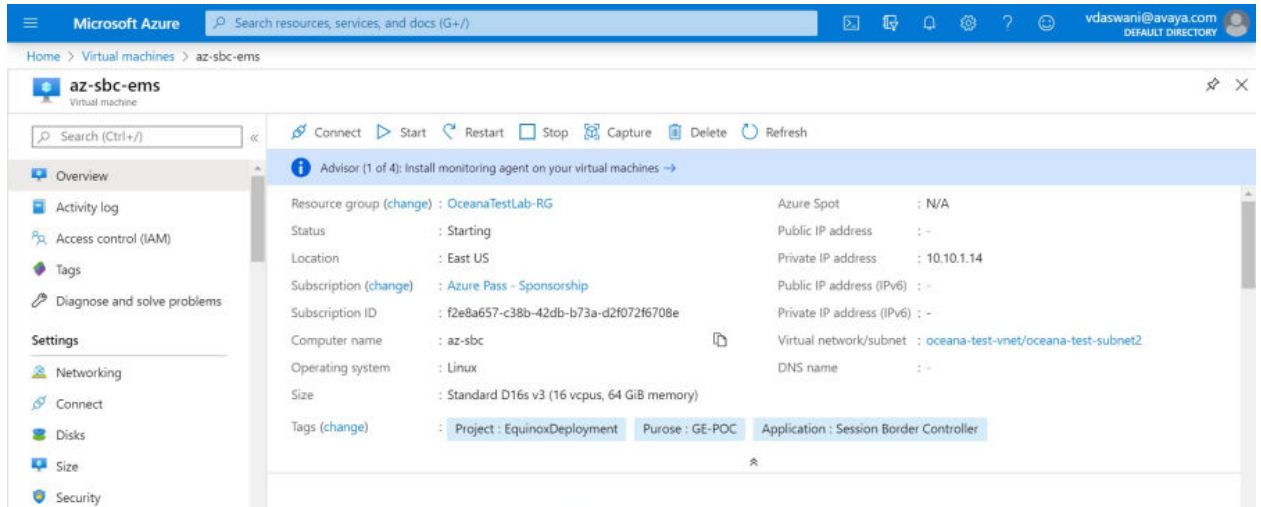 Microsoft Azure
Search resources, services, and docs (G+/)
vdaswani@avaya.com
DEFAULT DIRECTORY
Home > Virtual machines > az-sbc-ems
az-sbc-ems
Virtual machine
Search (Ctrl+/)
«
Connect Start Restart Stop Capture Delete Refresh
Advisor (1 of 4): Install monitoring agent on your virtual machines →
Overview
Activity log
Access control (IAM)
Tags
Diagnose and solve problems
Settings
Networking
Connect
Disks
Size
Security
Resource group (change) : OceanaTestLab-RG
Status : Starting
Location : East US
Subscription (change) : Azure Pass - Sponsorship
Subscription ID : f2e8a657-c38b-42db-b73a-d2f072f6708e
Computer name : az-sbc
Operating system : Linux
Size : Standard D16s v3 (16 vcpus, 64 GiB memory)
Tags (change) : Project : EquinoxDeployment Purose : GE-POC Application : Session Border Controller
Azure Spot : N/A
Public IP address : -
Private IP address : 10.10.1.14
Public IP address (IPv6) : -
Private IP address (IPv6) : -
Virtual network/subnet : oceana-test-vnet/oceana-test-subnet2
DNS name : -